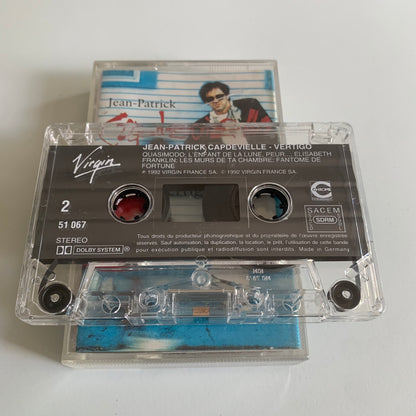 Jean-Patrick
Virgin
JEAN-PATRICK CAPDEVIELLE - VERTIGO
QUASIMODO; L'ENFANT DE LA LUNE, PEUR...; ELISABETH
FRANKLIN; LES MURS DE TA CHAMBRE; FANTOME DE
FORTUNE
℗ 1992 VIRGIN FRANCE SA. © 1992 VIRGIN FRANCE SA.
2
51 067
STEREO
DOLBY SYSTEM
SACEM
SDRM
Tous droits du producteur phonographique et du propriétaire de l'œuvre enregistrée
réservés. Sauf autorisation, la duplication, la location, le prêt, l'utilisation de cette bande
pour exécution publique et radiodiffusion sont interdits. Made in Germany